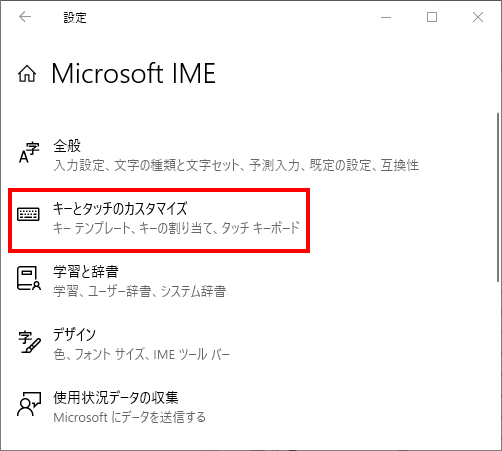 設定
Microsoft IME
字
A
全般
入力設定、文字の種類と文字セット、予測入力、既定の設定、互換性
キーとタッチのカスタマイズ
キー テンプレート、キーの割り当て、タッチ キーボード
学習と辞書
学習、ユーザー辞書、システム辞書
字
デザイン
色、フォント サイズ、IME ツール バー
使用状況データの収集
Microsoft にデータを送信する